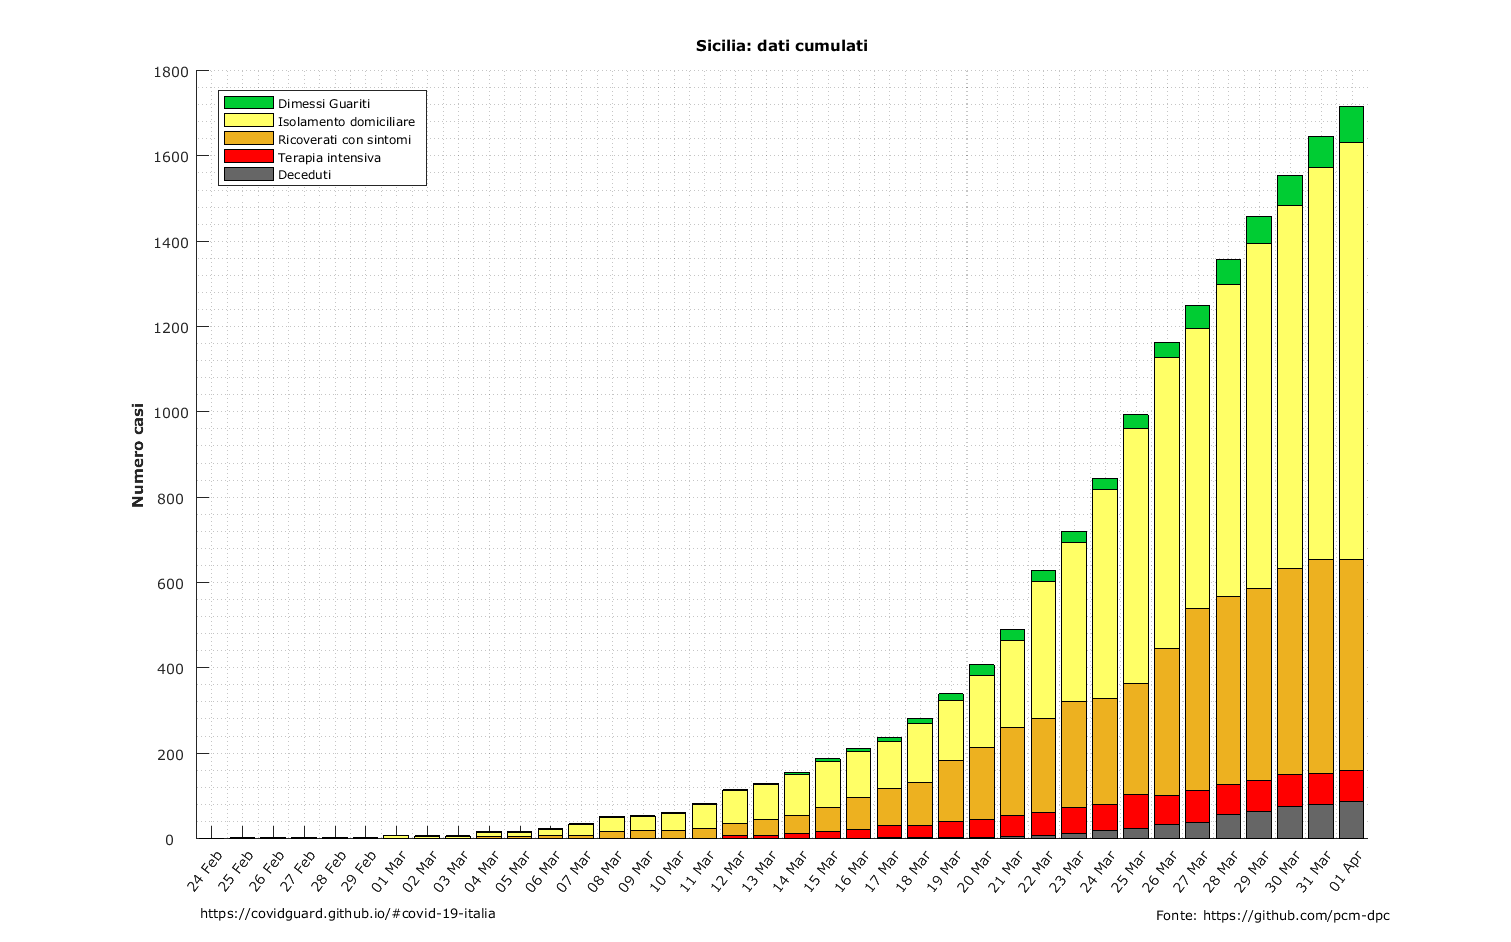 Sicilia: dati cumulati
1800
1600
1400
1200
1000
800
600
400
200
0
Numero casi
Dimessi Guariti
Isolamento domiciliare
Ricoverati con sintomi
Terapia intensiva
Deceduti
24 Feb
25 Feb
26 Feb
27 Feb
28 Feb
29 Feb
01 Mar
02 Mar
03 Mar
04 Mar
05 Mar
06 Mar
07 Mar
08 Mar
09 Mar
10 Mar
11 Mar
12 Mar
13 Mar
14 Mar
15 Mar
16 Mar
17 Mar
18 Mar
19 Mar
20 Mar
21 Mar
22 Mar
23 Mar
24 Mar
25 Mar
26 Mar
27 Mar
28 Mar
29 Mar
30 Mar
31 Mar
01 Apr
https://covidguard.github.io/#covid-19-italia
Fonte: https://github.com/pcm-dpc